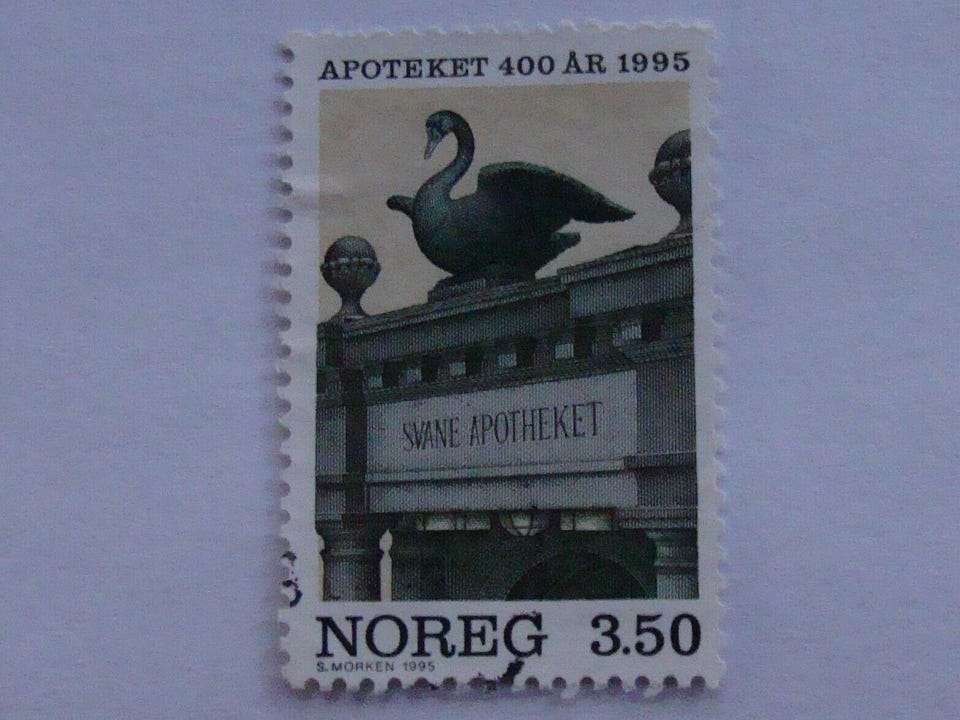 APOTEKET 400 ÅR 1995
SVANE APOTHEKET
NOREG 3.50
S. MORKEN 1995